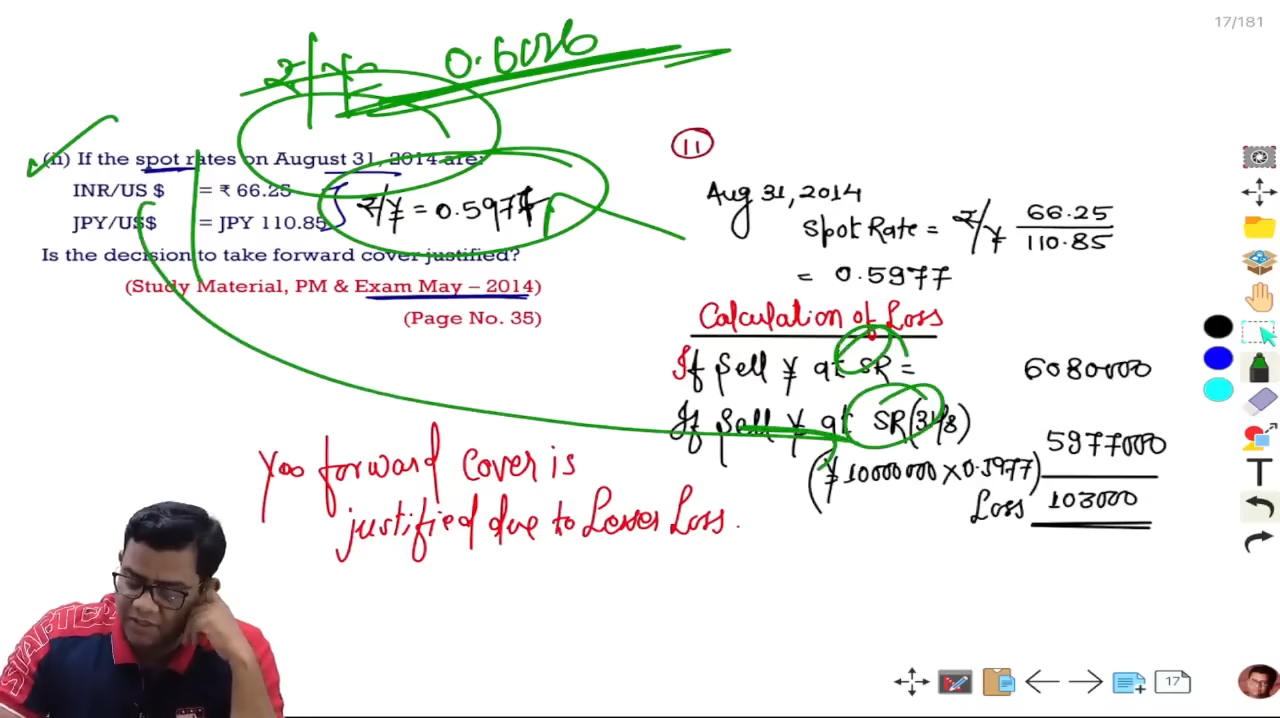 17/181
₹/¥ 0.6026
(ii) If the spot rates on August 31, 2014 are:
INR/US $ = ₹ 66.25
JPY/US$ = JPY 110.85
₹/¥ = 0.5977
Is the decision to take forward cover justified?
(Study Material, PM & Exam May – 2014)
(Page No. 35)
11
Aug 31, 2014
Spot Rate = ₹/¥ 66.25
110.85
= 0.5977
Calculation of Loss
If Sell ¥ at SR = 6080000
If Sell ¥ at SR(31/8) 5977000
(¥ 10000000 × 0.5977)
Loss 103000
forward cover is
justified due to Lesser Loss.
STARTER
17